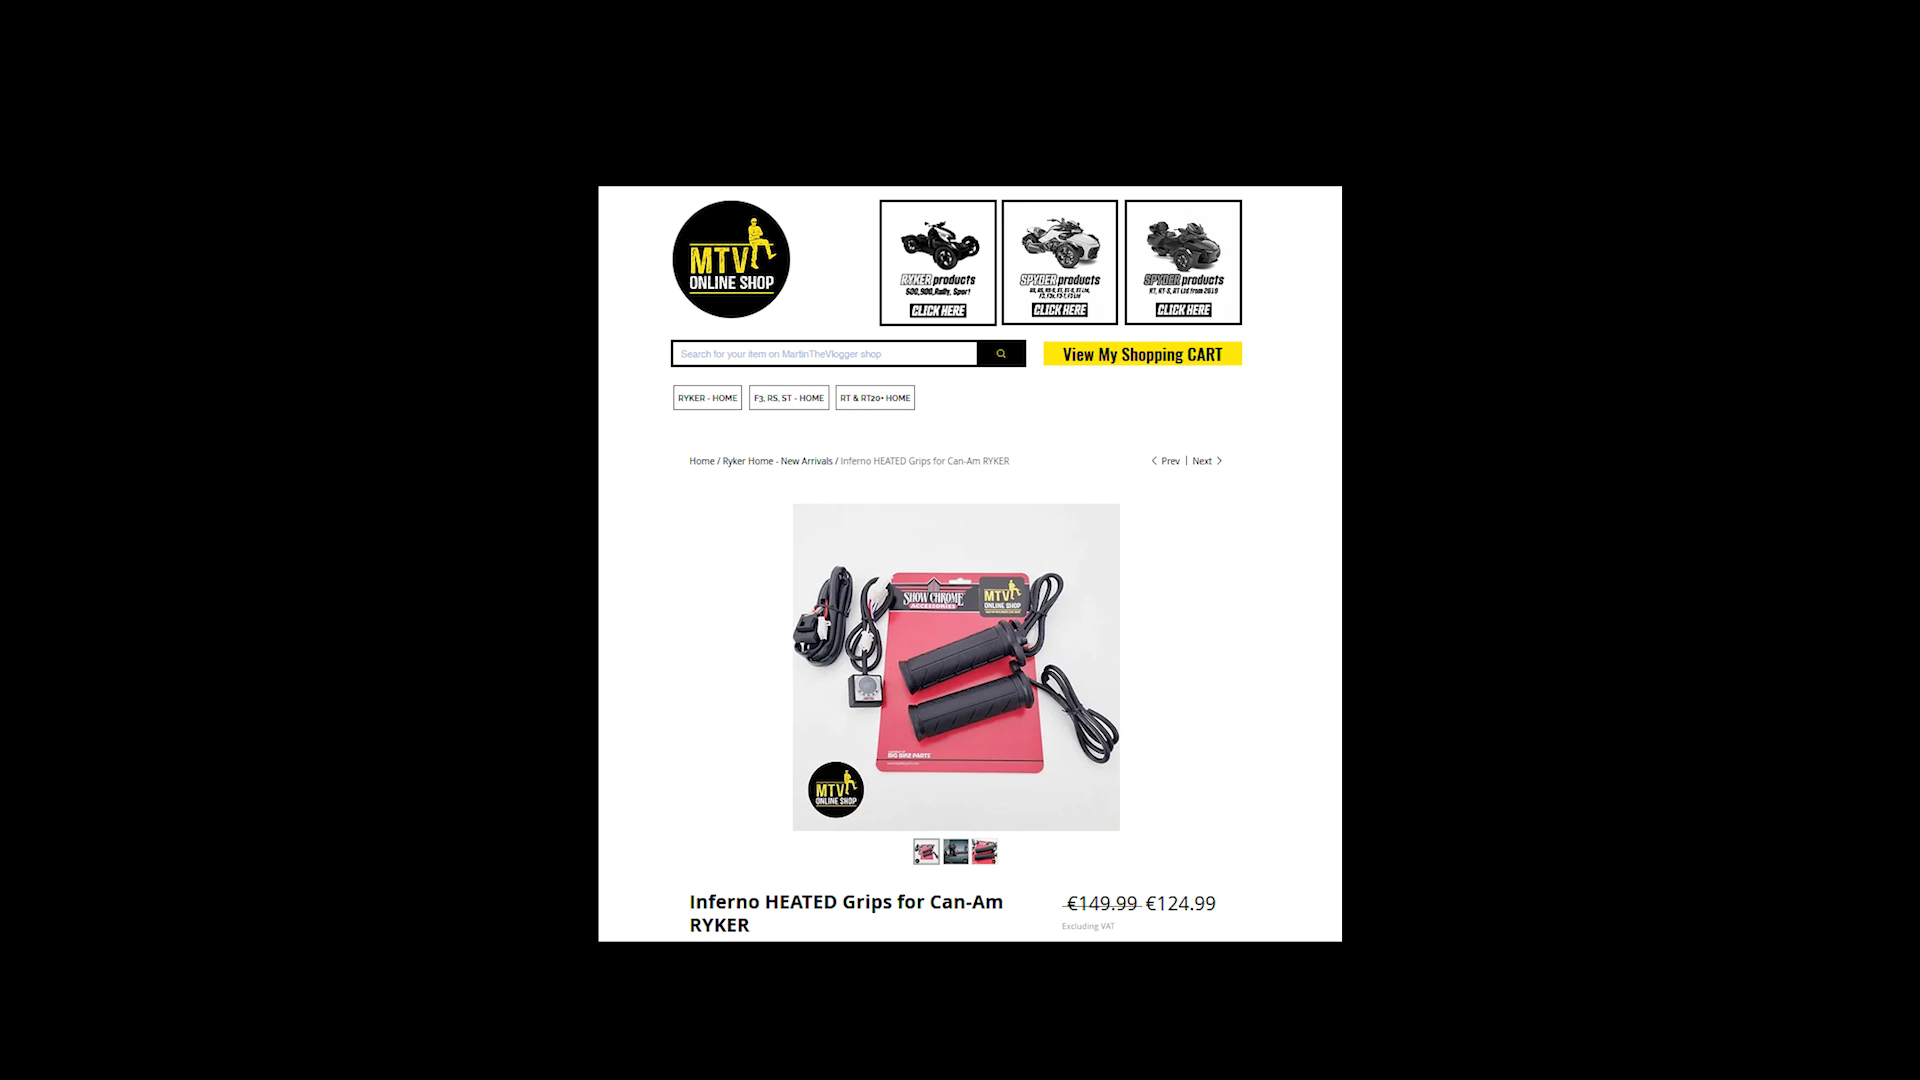 MTV
ONLINE SHOP
RYKER products
600, 900, Rally, Sport
CLICK HERE
SPYDER products
CLICK HERE
SPYDER products
RT, RT-S, RT Ltd from 2019
CLICK HERE
Search for your item on MartinTheVlogger shop
View My Shopping CART
RYKER - HOME
F3, RS, ST - HOME
RT & RT20+ HOME
Home / Ryker Home - New Arrivals / Inferno HEATED Grips for Can-Am RYKER
< Prev | Next >
SHOW CHROME
ACCESSORIES
MTV
ONLINE SHOP
BIG BIKE PARTS
MTV
ONLINE SHOP
Inferno HEATED Grips for Can-Am
RYKER
€149.99 €124.99
Excluding VAT